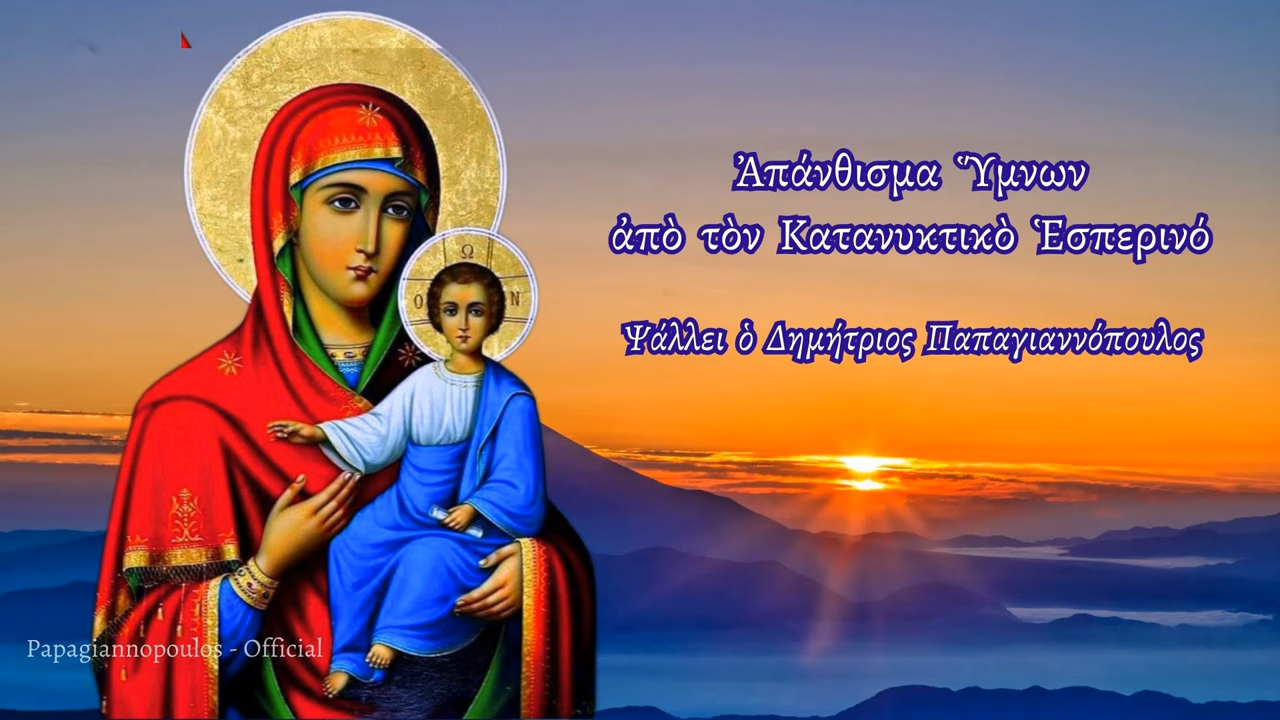 Ἀπάνθισμα Ὕμνων
ἀπὸ τὸν Κατανυκτικὸ Ἑσπερινό
Ψάλλει ὁ Δημήτριος Παπαγιαννόπουλος
Ω
Ο Ν
Papagiannopoulos - Official